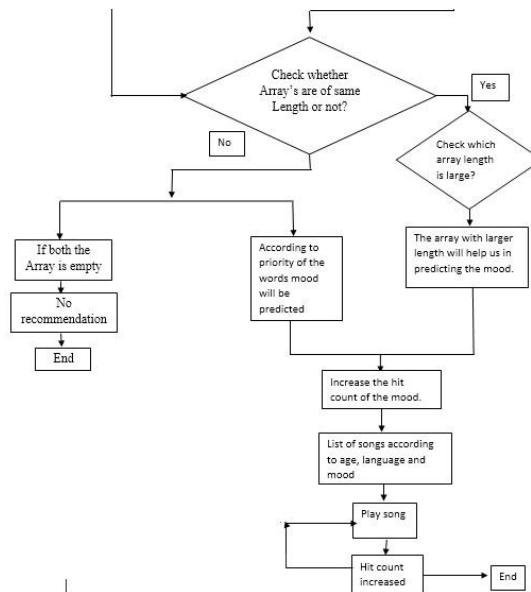 Check whether
Array's are of same
Length or not?
Yes
No
Check which
array length
is large?
If both the
Array is empty
According to
priority of the
words mood
will be
predicted
The array with larger
length will help us in
predicting the mood.
No
recommendation
End
Increase the hit
count of the mood.
List of songs according
to age, language and
mood
Play song
Hit count
increased
End